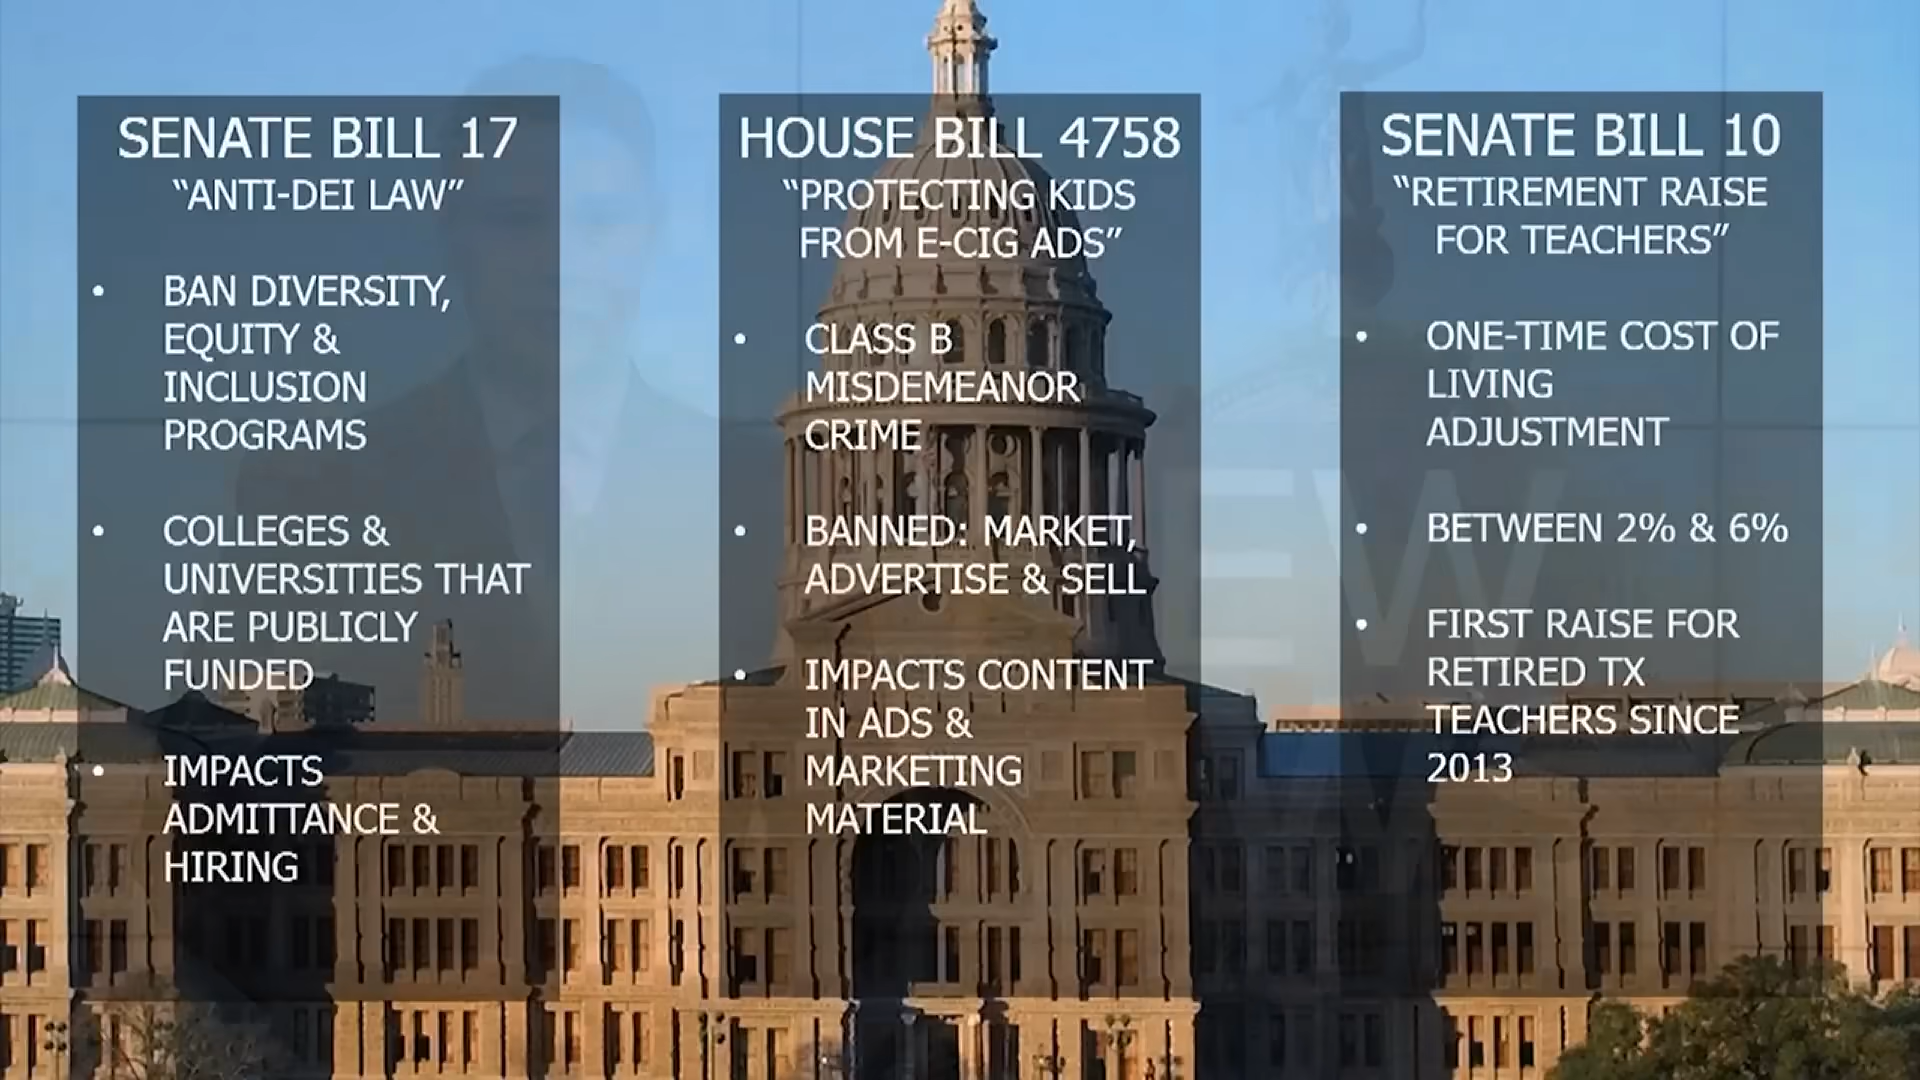 SENATE BILL 17
“ANTI-DEI LAW”
• BAN DIVERSITY,
EQUITY &
INCLUSION
PROGRAMS
• COLLEGES &
UNIVERSITIES THAT
ARE PUBLICLY
FUNDED
• IMPACTS
ADMITTANCE &
HIRING
HOUSE BILL 4758
“PROTECTING KIDS
FROM E-CIG ADS”
• CLASS B
MISDEMEANOR
CRIME
• BANNED: MARKET,
ADVERTISE & SELL
• IMPACTS CONTENT
IN ADS &
MARKETING
MATERIAL
SENATE BILL 10
“RETIREMENT RAISE
FOR TEACHERS”
• ONE-TIME COST OF
LIVING
ADJUSTMENT
• BETWEEN 2% & 6%
• FIRST RAISE FOR
RETIRED TX
TEACHERS SINCE
2013